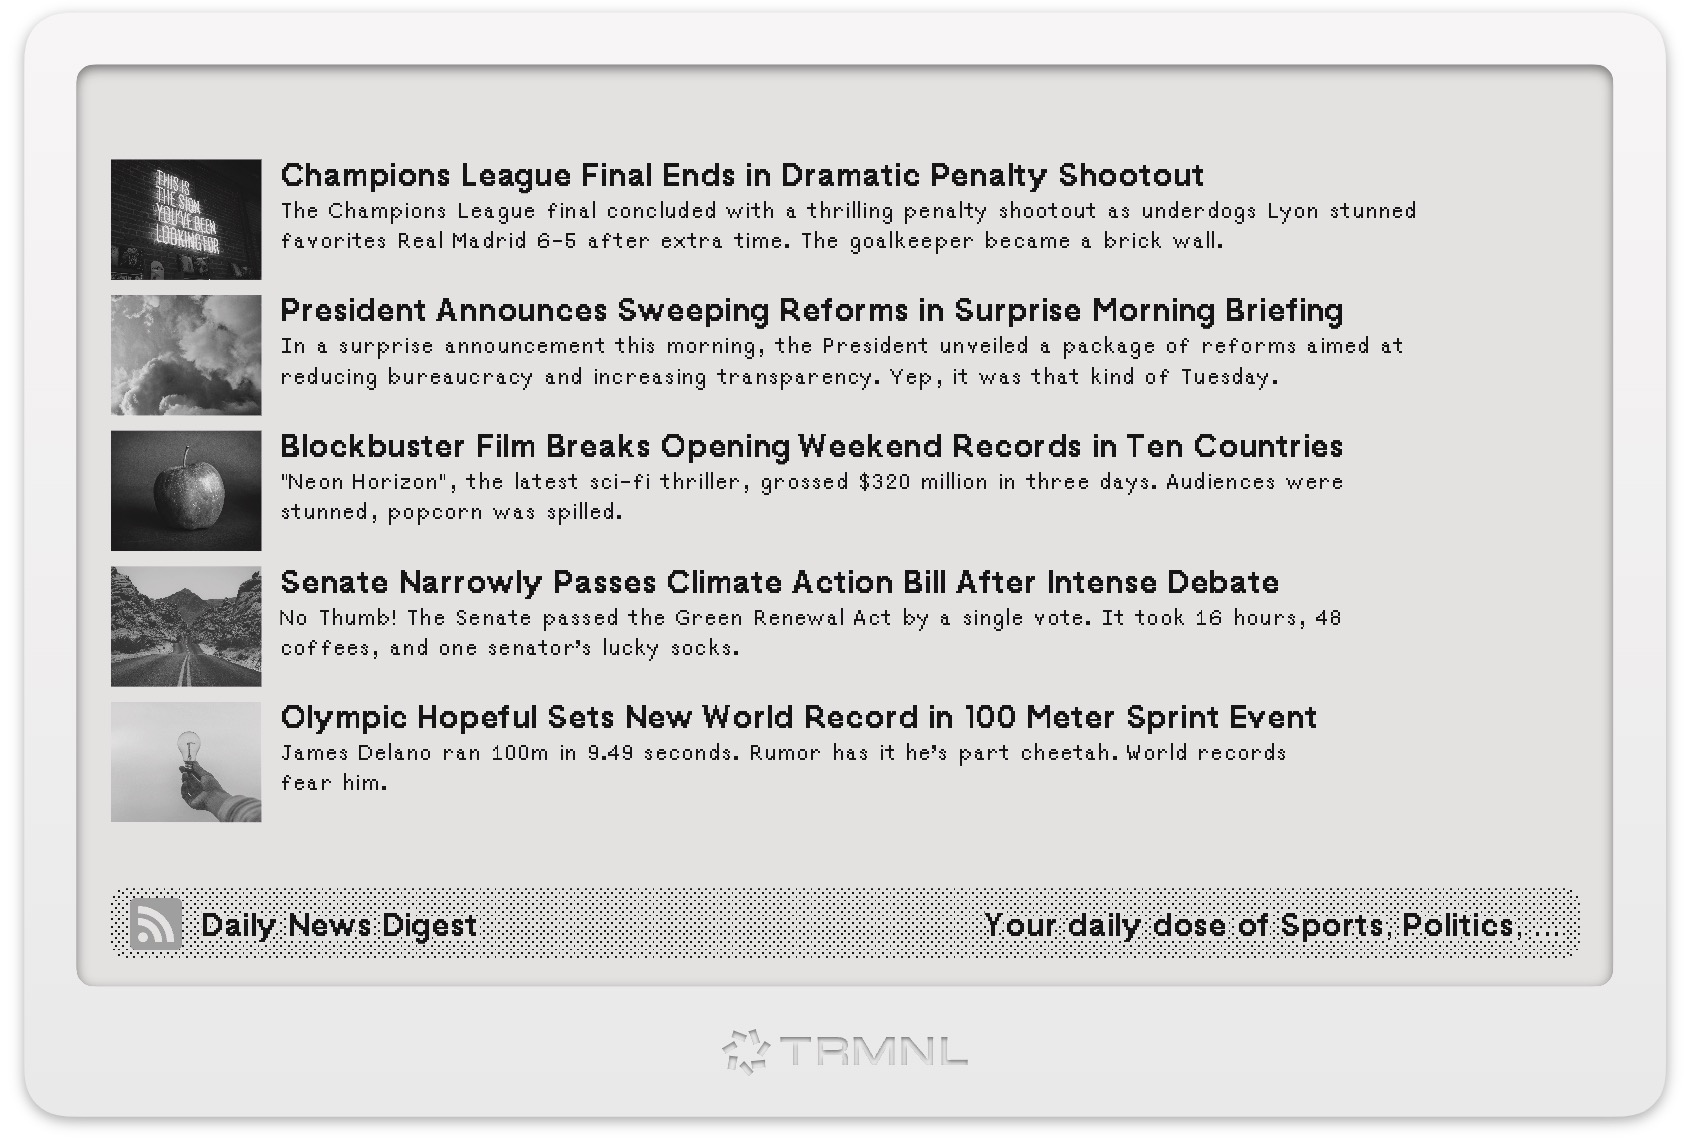 THIS IS
THE SIGN
YOU'VE BEEN
LOOKING FOR
Champions League Final Ends in Dramatic Penalty Shootout
The Champions League final concluded with a thrilling penalty shootout as underdogs Lyon stunned
favorites Real Madrid 6-5 after extra time. The goalkeeper became a brick wall.
President Announces Sweeping Reforms in Surprise Morning Briefing
In a surprise announcement this morning, the President unveiled a package of reforms aimed at
reducing bureaucracy and increasing transparency. Yep, it was that kind of Tuesday.
Blockbuster Film Breaks Opening Weekend Records in Ten Countries
"Neon Horizon", the latest sci-fi thriller, grossed $320 million in three days. Audiences were
stunned, popcorn was spilled.
Senate Narrowly Passes Climate Action Bill After Intense Debate
No Thumb! The Senate passed the Green Renewal Act by a single vote. It took 16 hours, 48
coffees, and one senator's lucky socks.
Olympic Hopeful Sets New World Record in 100 Meter Sprint Event
James Delano ran 100m in 9.49 seconds. Rumor has it he's part cheetah. World records
fear him.
Daily News Digest
Your daily dose of Sports, Politics, ...
TRMNL